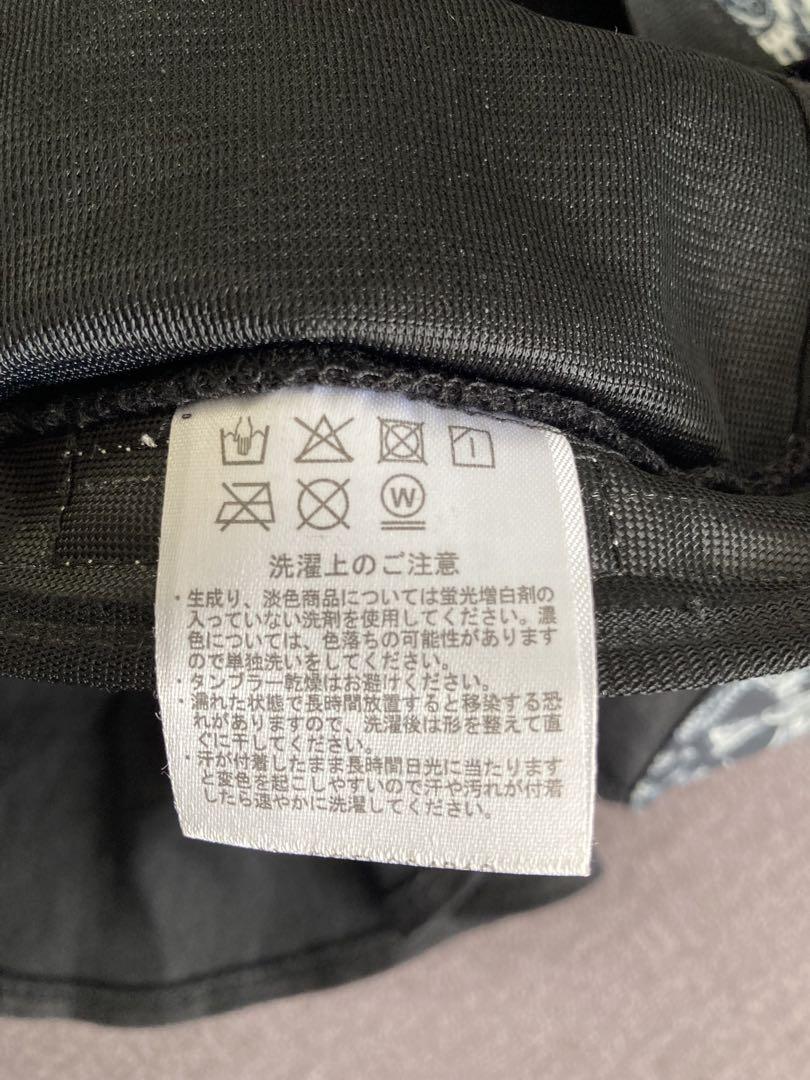 W
洗濯上のご注意
・生成り、淡色商品については蛍光増白剤の
入っていない洗剤を使用してください。濃
色については、色落ちの可能性があります
ので単独洗いをしてください。
・タンブラー乾燥はお避けください。
・濡れた状態で長時間放置すると移染する恐
れがありますので、洗濯後は形を整えて直
ぐに干してください。
・汗が付着したまま長時間日光に当たります
と変色を起こしやすいので汗や汚れが付着
したら速やかに洗濯してください。